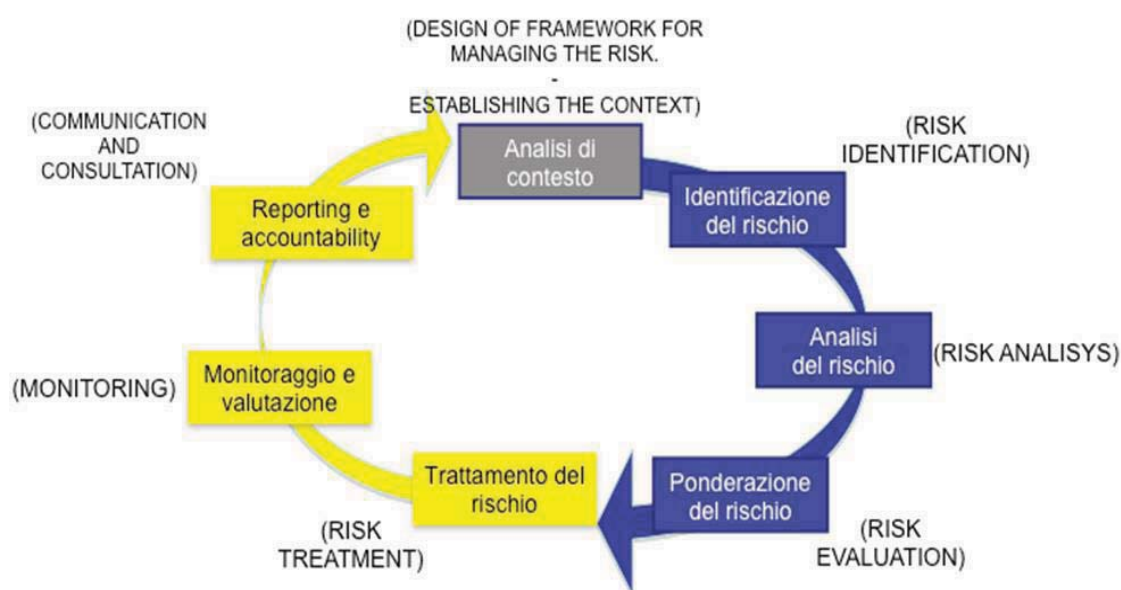 (DESIGN OF FRAMEWORK FOR
MANAGING THE RISK.
-
ESTABLISHING THE CONTEXT)
Analisi di
contesto
(RISK
IDENTIFICATION)
Identificazione
del rischio
Analisi
del rischio
(RISK ANALISYS)
Ponderazione
del rischio
(RISK
EVALUATION)
Trattamento del
rischio
(RISK
TREATMENT)
Monitoraggio e
valutazione
(MONITORING)
Reporting e
accountability
(COMMUNICATION
AND
CONSULTATION)